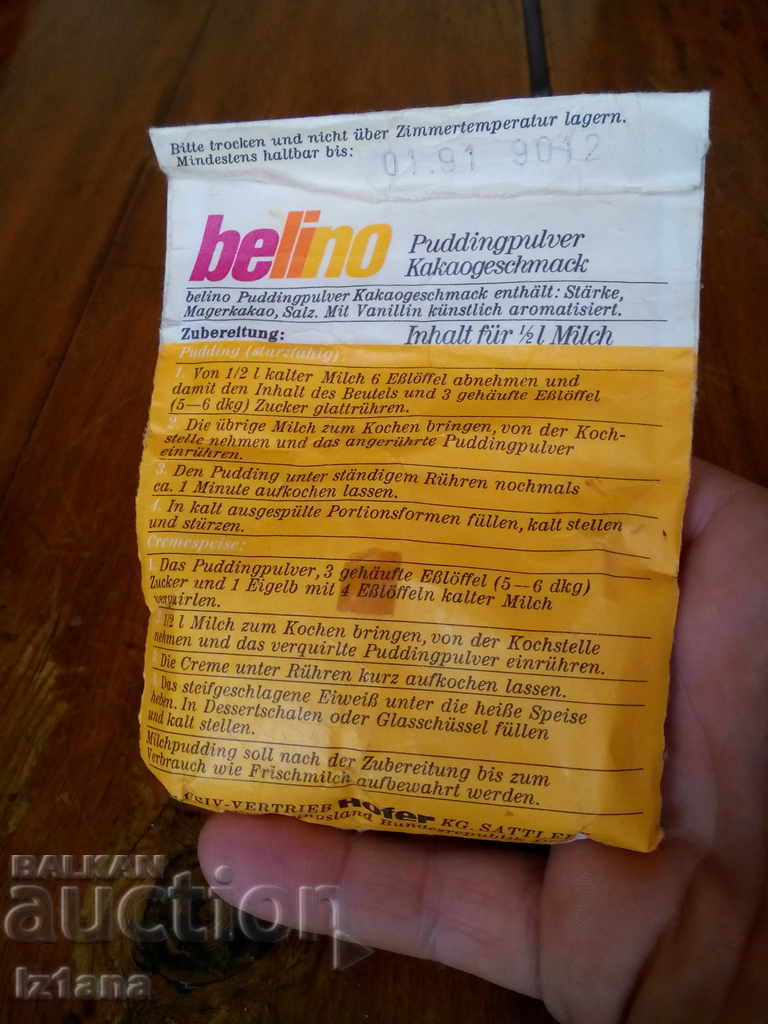 Bitte trocken und nicht über Zimmertemperatur lagern.
Mindestens haltbar bis: 01.91 9012
belino Puddingpulver
Kakaogeschmack
belino Puddingpulver Kakaogeschmack enthält: Stärke,
Magerkakao, Salz. Mit Vanillin künstlich aromatisiert.
Zubereitung: Inhalt für ½ l Milch
Pudding (sturzfähig):
1. Von 1/2 l kalter Milch 6 Eßlöffel abnehmen und
damit den Inhalt des Beutels und 3 gehäufte Eßlöffel
(5—6 dkg) Zucker glattrühren.
2. Die übrige Milch zum Kochen bringen, von der Koch-
stelle nehmen und das angerührte Puddingpulver
einrühren.
3. Den Pudding unter ständigem Rühren nochmals
ca. 1 Minute aufkochen lassen.
4. In kalt ausgespülte Portionsformen füllen, kalt stellen
und stürzen.
Cremespeise:
1. Das Puddingpulver, 3 gehäufte Eßlöffel (5—6 dkg)
Zucker und 1 Eigelb mit 4 Eßlöffeln kalter Milch
verquirlen.
1/2 l Milch zum Kochen bringen, von der Kochstelle
nehmen und das verquirlte Puddingpulver einrühren.
Die Creme unter Rühren kurz aufkochen lassen.
Das steifgeschlagene Eiweiß unter die heiße Speise
heben. In Dessertschalen oder Glasschüssel füllen
und kalt stellen.
Milchpudding soll nach der Zubereitung bis zum
Verbrauch wie Frischmilch aufbewahrt werden.
-VERTRIEB Hofer KG. SATTLE
Bundesrepublik
BALKAN
auction
Iz1ana